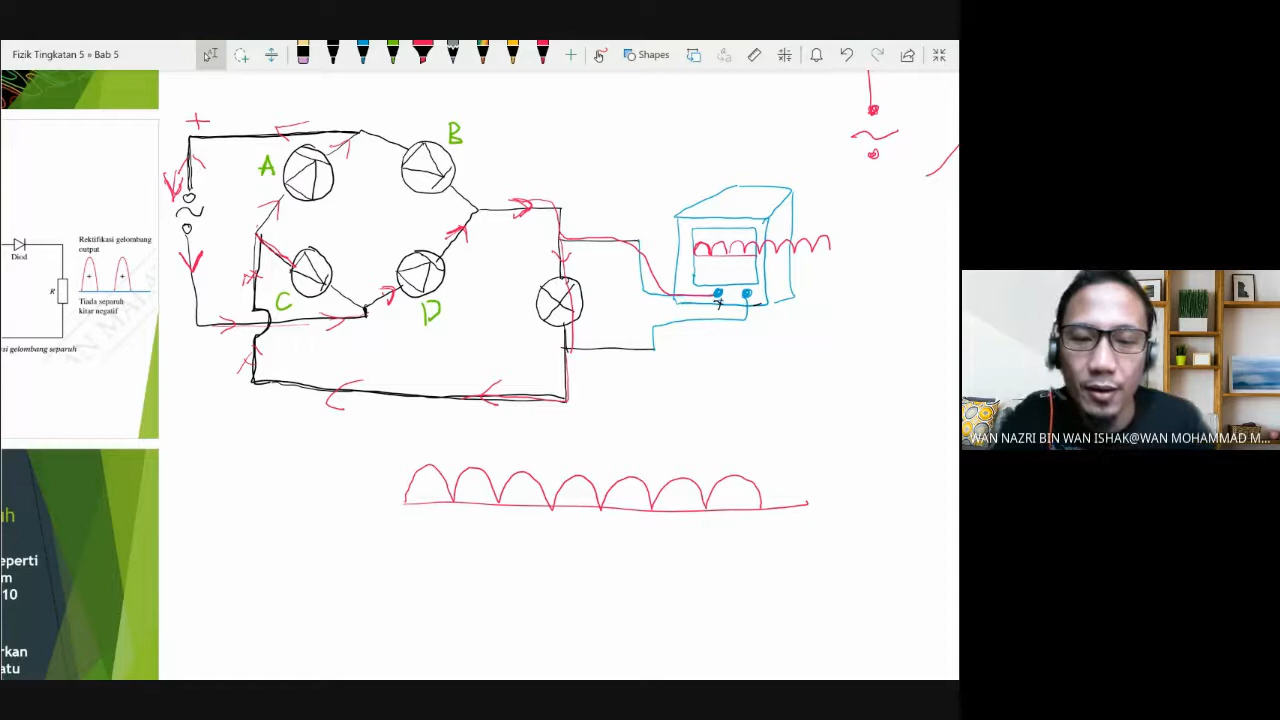 Fizik Tingkatan 5 » Bab 5
Shapes
+
B
A
C
D
+
Diod
R
Rektifikasi gelombang
output
+
+
Tiada separuh
kitar negatif
si gelombang separuh
uh
eperti
m
10
rkan
atu
WAN NAZRI BIN WAN ISHAK@WAN MOHAMMAD M...